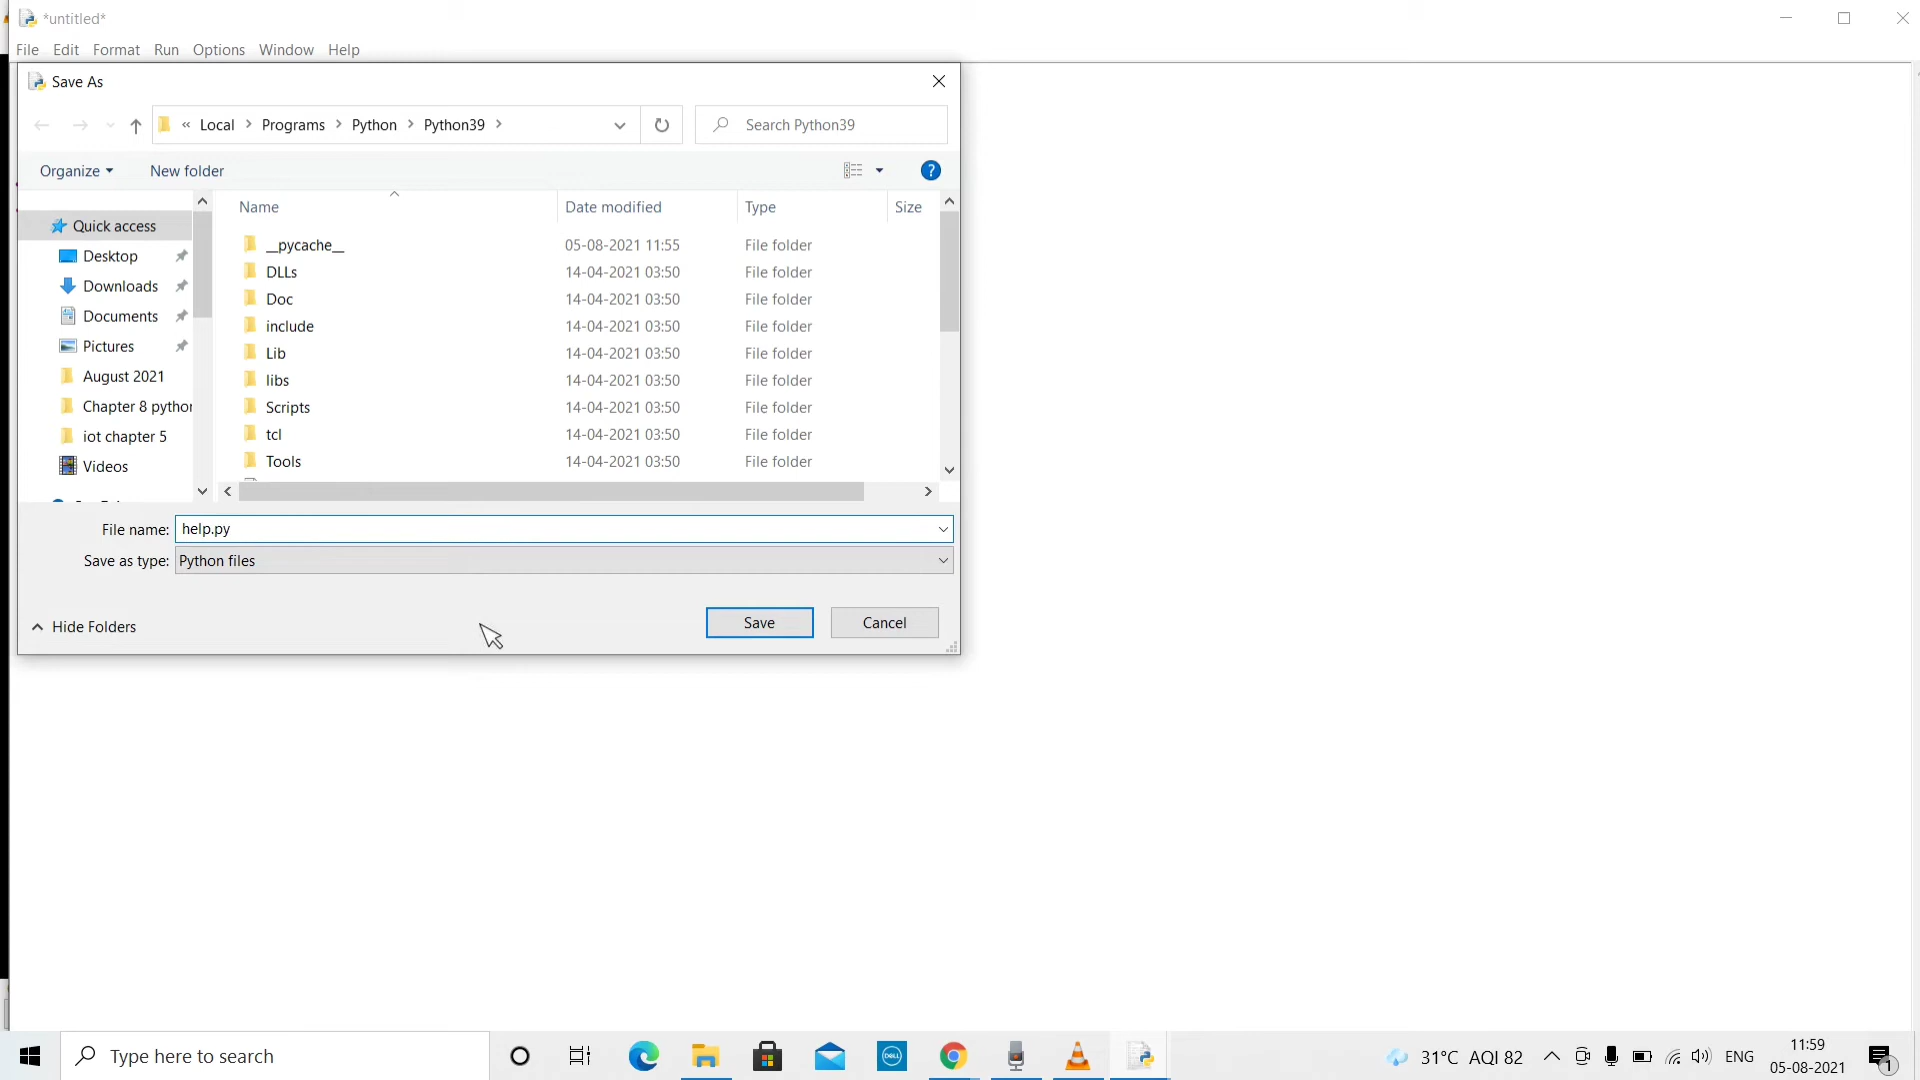 *untitled*
File Edit Format Run Options Window Help
Save As
« Local > Programs > Python > Python39 >
Search Python39
Organize
New folder
?
Name Date modified Type Size
Quick access
Desktop
Downloads
Documents
Pictures
August 2021
Chapter 8 pythor
iot chapter 5
Videos
__pycache__ 05-08-2021 11:55 File folder
DLLs 14-04-2021 03:50 File folder
Doc 14-04-2021 03:50 File folder
include 14-04-2021 03:50 File folder
Lib 14-04-2021 03:50 File folder
libs 14-04-2021 03:50 File folder
Scripts 14-04-2021 03:50 File folder
tcl 14-04-2021 03:50 File folder
Tools 14-04-2021 03:50 File folder
File name: help.py
Save as type: Python files
Hide Folders
Save
Cancel
Type here to search
DELL
31°C AQI 82
ENG
11:59
05-08-2021
1